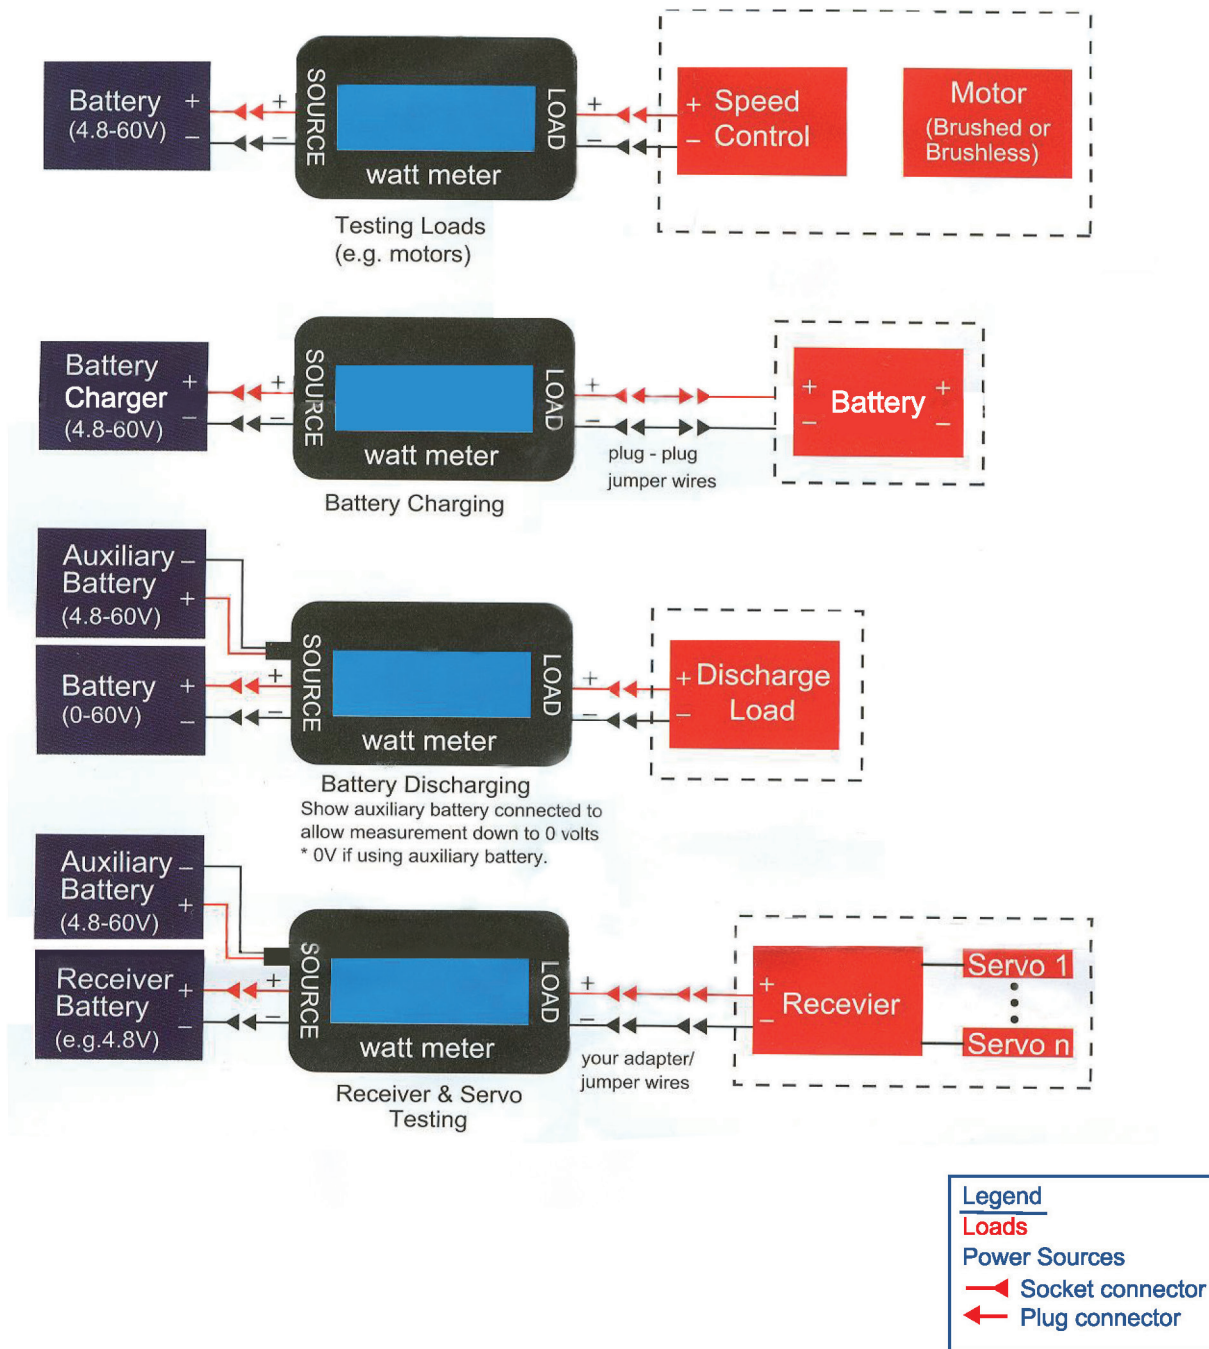 Battery
(4.8-60V)
+
−
+
−
SOURCE
LOAD
watt meter
+
−
+ Speed
− Control
Motor
(Brushed or
Brushless)
Testing Loads
(e.g. motors)
Battery
Charger
(4.8-60V)
+
−
+
−
SOURCE
LOAD
watt meter
+
−
plug - plug
jumper wires
+ Battery +
− −
Battery Charging
Auxiliary −
Battery
+
(4.8-60V)
Battery +
(0-60V) −
+
−
SOURCE
LOAD
watt meter
+
−
+ Discharge
− Load
Battery Discharging
Show auxiliary battery connected to
allow measurement down to 0 volts
* 0V if using auxiliary battery.
Auxiliary −
Battery
+
(4.8-60V)
Receiver +
Battery
−
(e.g.4.8V)
+
−
SOURCE
LOAD
watt meter
+
−
your adapter/
jumper wires
+
Recevier
−
Servo 1
Servo n
Receiver & Servo
Testing
Legend
Loads
Power Sources
Socket connector
Plug connector